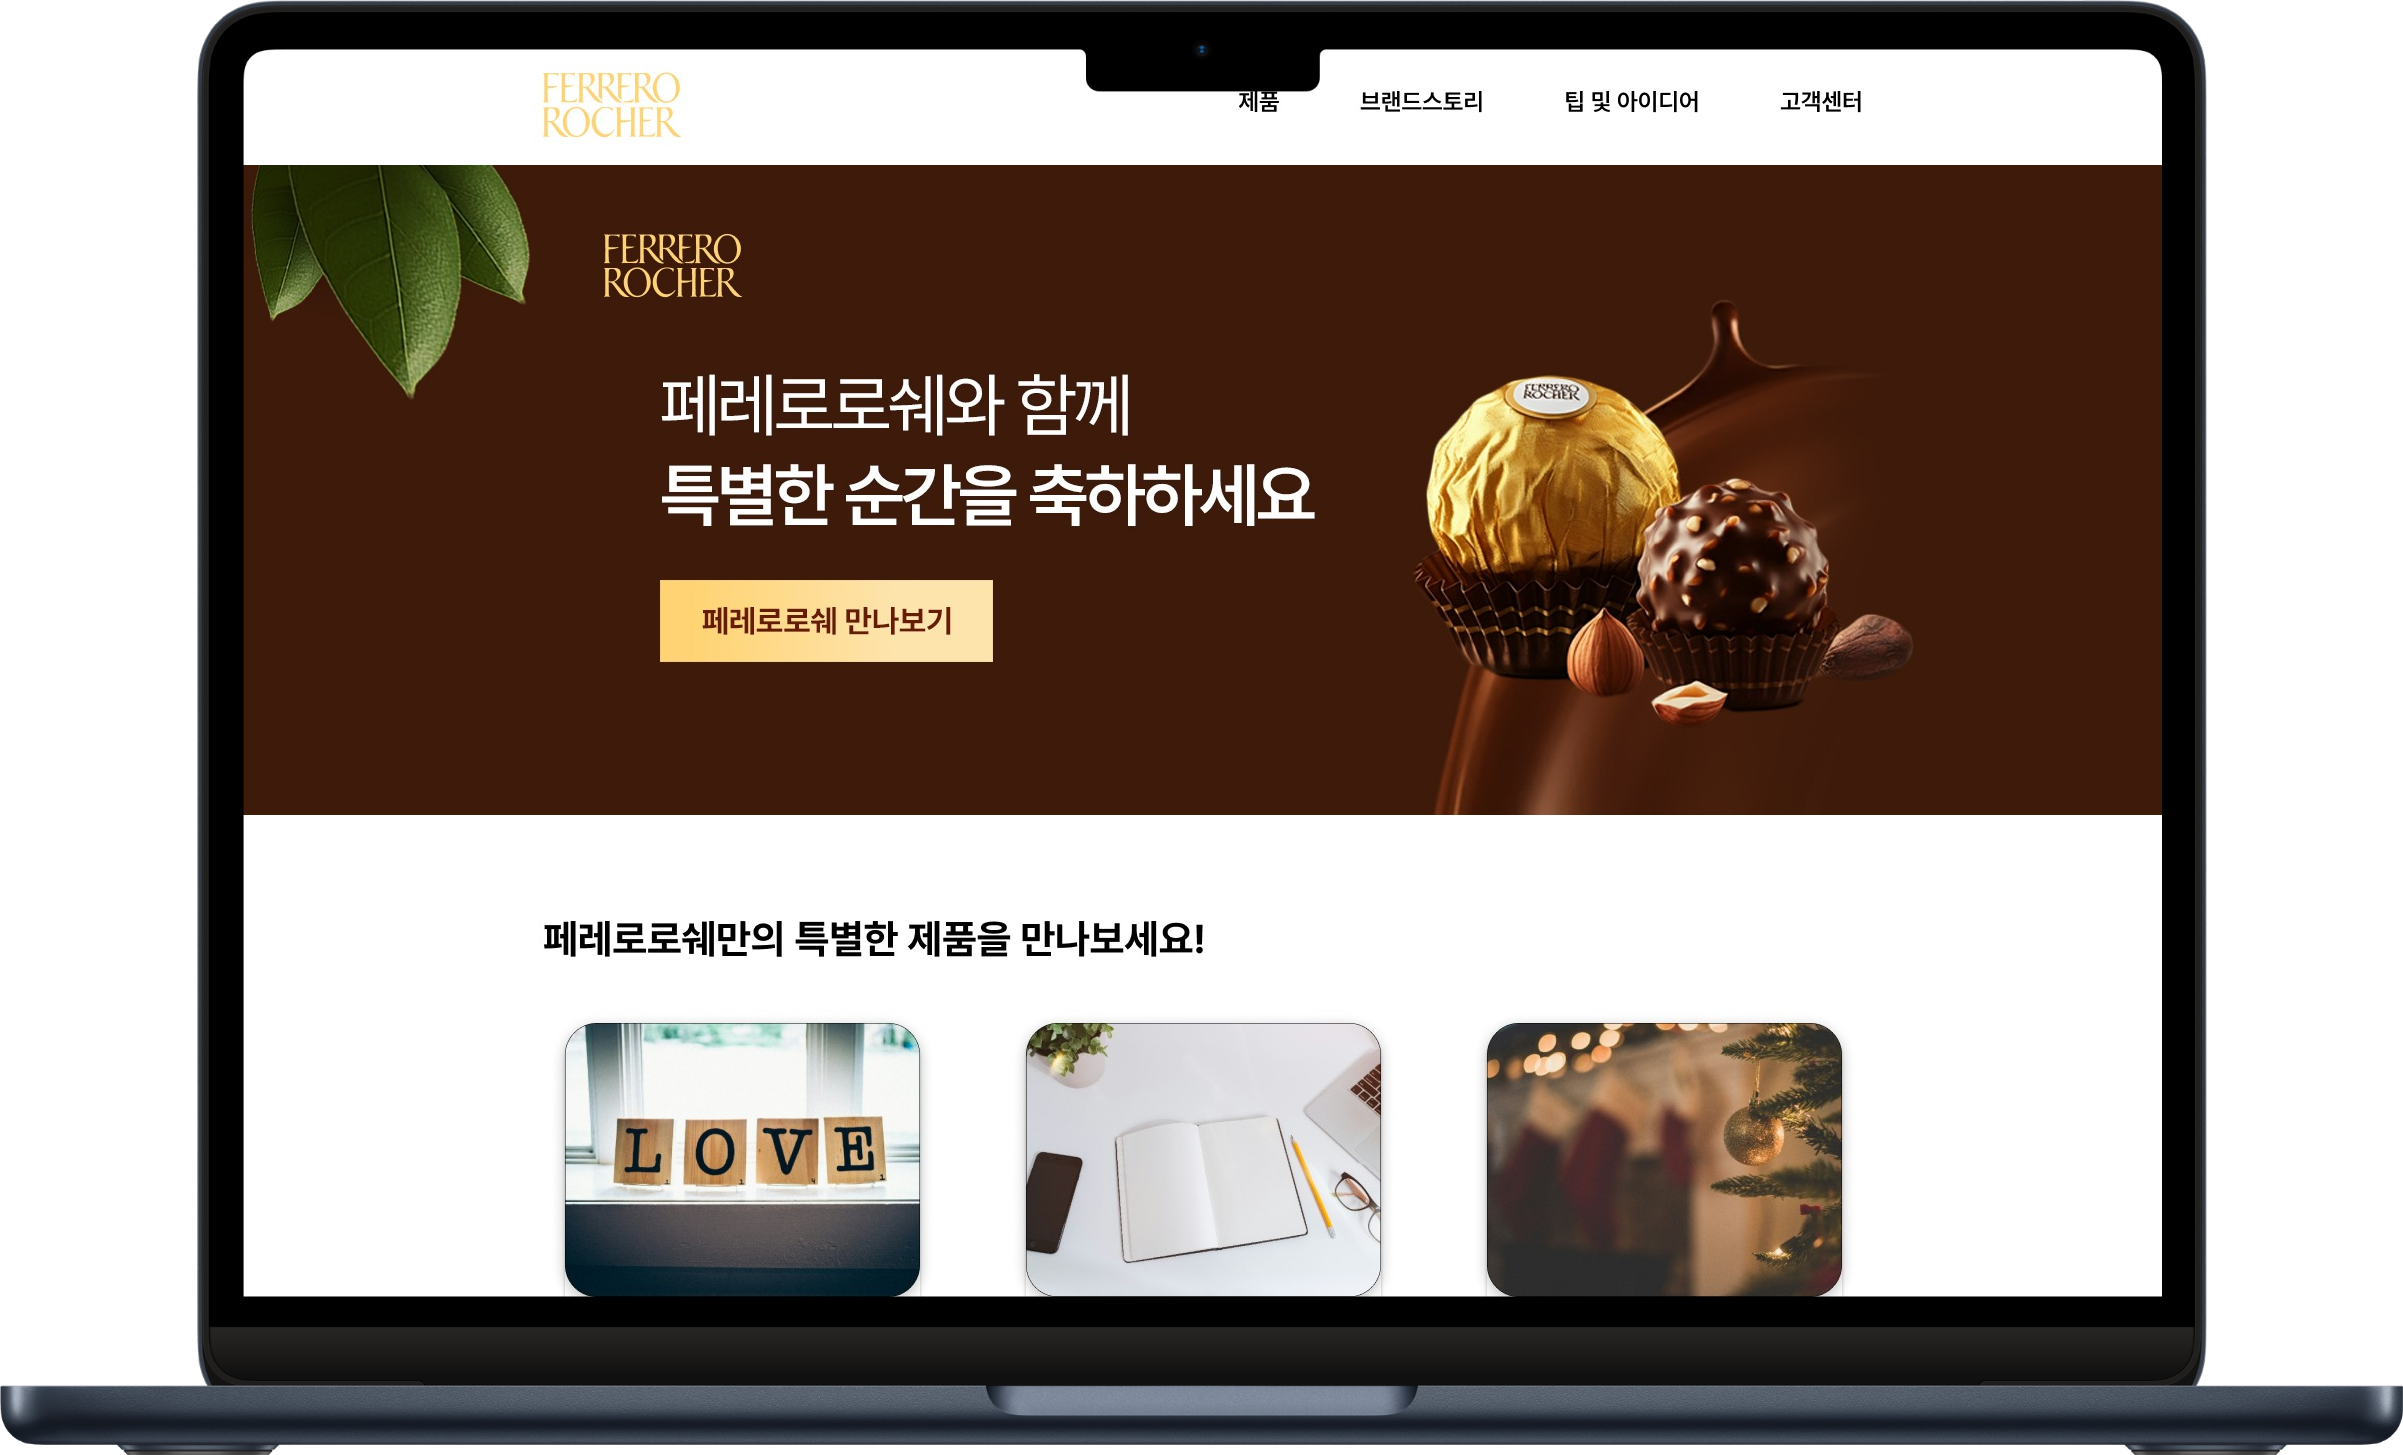 FERRERO
ROCHER
제품 브랜드스토리 팁 및 아이디어 고객센터
FERRERO
ROCHER
페레로로쉐와 함께
특별한 순간을 축하하세요
페레로로쉐 만나보기
FERRERO
ROCHER
페레로로쉐만의 특별한 제품을 만나보세요!
L O V E